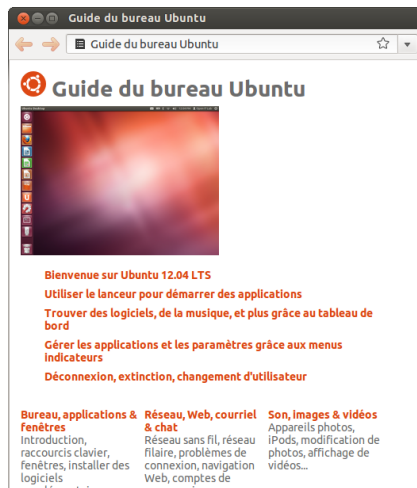 Guide du bureau Ubuntu
Guide du bureau Ubuntu
Guide du bureau Ubuntu
Bienvenue sur Ubuntu 12.04 LTS
Utiliser le lanceur pour démarrer des applications
Trouver des logiciels, de la musique, et plus grâce au tableau de
bord
Gérer les applications et les paramètres grâce aux menus
indicateurs
Déconnexion, extinction, changement d'utilisateur
Bureau, applications &
fenêtres
Introduction,
raccourcis clavier,
fenêtres, installer des
logiciels
Réseau, Web, courriel
& chat
Réseau sans fil, réseau
filaire, problèmes de
connexion, navigation
Web, comptes de
Son, images & vidéos
Appareils photos,
iPods, modification de
photos, affichage de
vidéos...